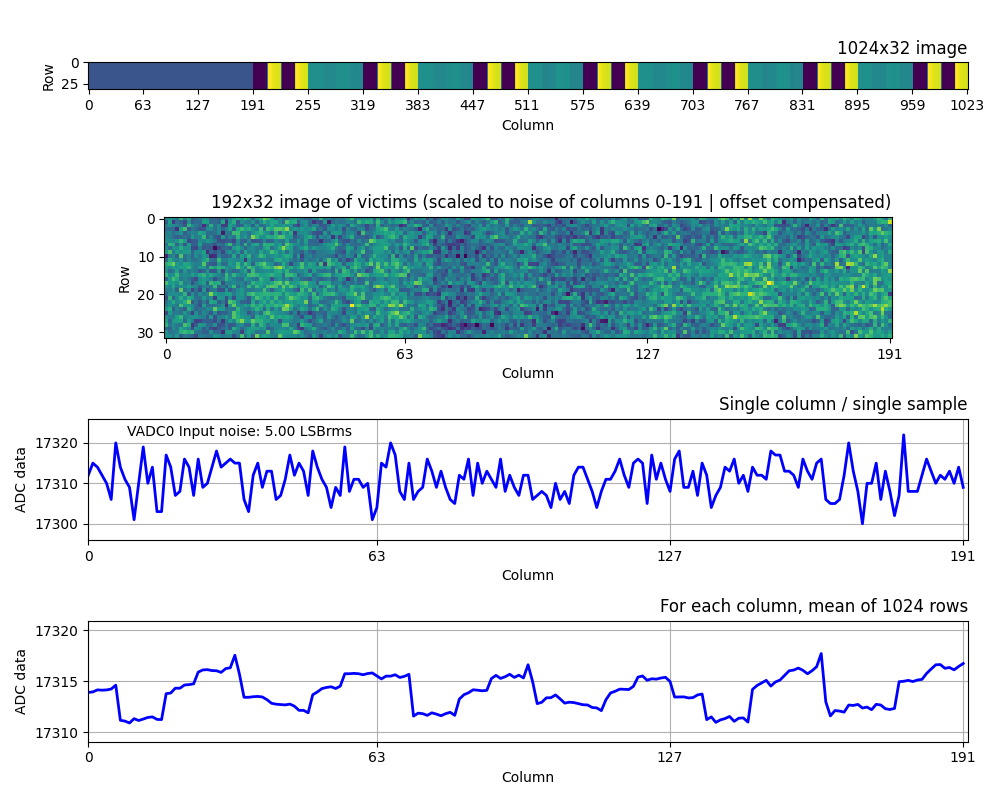 1024x32 image
Row
0
25
0 63 127 191 255 319 383 447 511 575 639 703 767 831 895 959 1023
Column
192x32 image of victims (scaled to noise of columns 0-191 | offset compensated)
Row
0
10
20
30
0 63 127 191
Column
Single column / single sample
VADC0 Input noise: 5.00 LSBrms
ADC data
17320
17310
17300
0 63 127 191
Column
For each column, mean of 1024 rows
ADC data
17320
17315
17310
0 63 127 191
Column